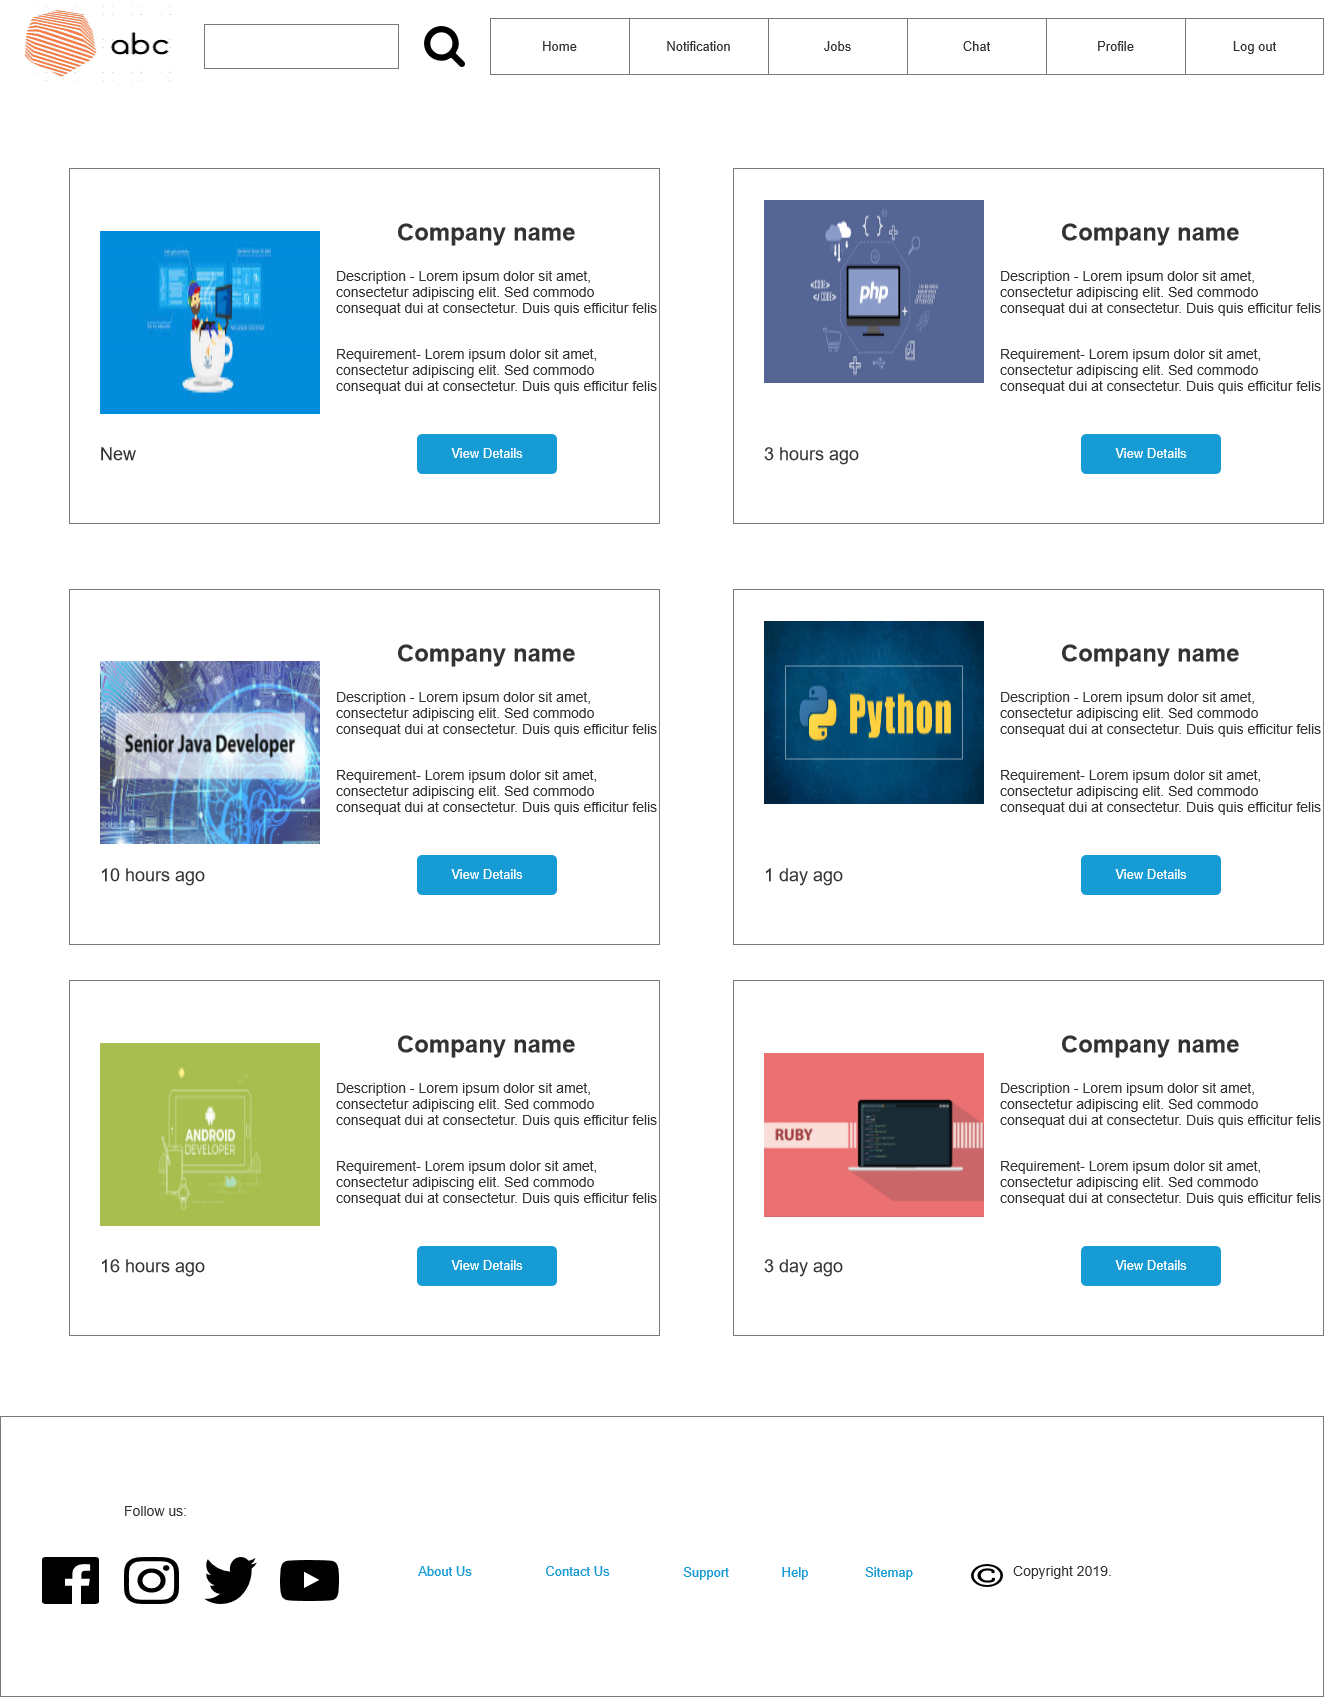 abc
Home
Notification
Jobs
Chat
Profile
Log out
Company name
Description - Lorem ipsum dolor sit amet,
consectetur adipiscing elit. Sed commodo
consequat dui at consectetur. Duis quis efficitur felis
Requirement- Lorem ipsum dolor sit amet,
consectetur adipiscing elit. Sed commodo
consequat dui at consectetur. Duis quis efficitur felis
New
View Details
php
Company name
Description - Lorem ipsum dolor sit amet,
consectetur adipiscing elit. Sed commodo
consequat dui at consectetur. Duis quis efficitur felis
Requirement- Lorem ipsum dolor sit amet,
consectetur adipiscing elit. Sed commodo
consequat dui at consectetur. Duis quis efficitur felis
3 hours ago
View Details
Senior Java Developer
Company name
Description - Lorem ipsum dolor sit amet,
consectetur adipiscing elit. Sed commodo
consequat dui at consectetur. Duis quis efficitur felis
Requirement- Lorem ipsum dolor sit amet,
consectetur adipiscing elit. Sed commodo
consequat dui at consectetur. Duis quis efficitur felis
10 hours ago
View Details
Python
Company name
Description - Lorem ipsum dolor sit amet,
consectetur adipiscing elit. Sed commodo
consequat dui at consectetur. Duis quis efficitur felis
Requirement- Lorem ipsum dolor sit amet,
consectetur adipiscing elit. Sed commodo
consequat dui at consectetur. Duis quis efficitur felis
1 day ago
View Details
ANDROID
DEVELOPER
Company name
Description - Lorem ipsum dolor sit amet,
consectetur adipiscing elit. Sed commodo
consequat dui at consectetur. Duis quis efficitur felis
Requirement- Lorem ipsum dolor sit amet,
consectetur adipiscing elit. Sed commodo
consequat dui at consectetur. Duis quis efficitur felis
16 hours ago
View Details
RUBY
Company name
Description - Lorem ipsum dolor sit amet,
consectetur adipiscing elit. Sed commodo
consequat dui at consectetur. Duis quis efficitur felis
Requirement- Lorem ipsum dolor sit amet,
consectetur adipiscing elit. Sed commodo
consequat dui at consectetur. Duis quis efficitur felis
3 day ago
View Details
Follow us:
About Us
Contact Us
Support
Help
Sitemap
© Copyright 2019.